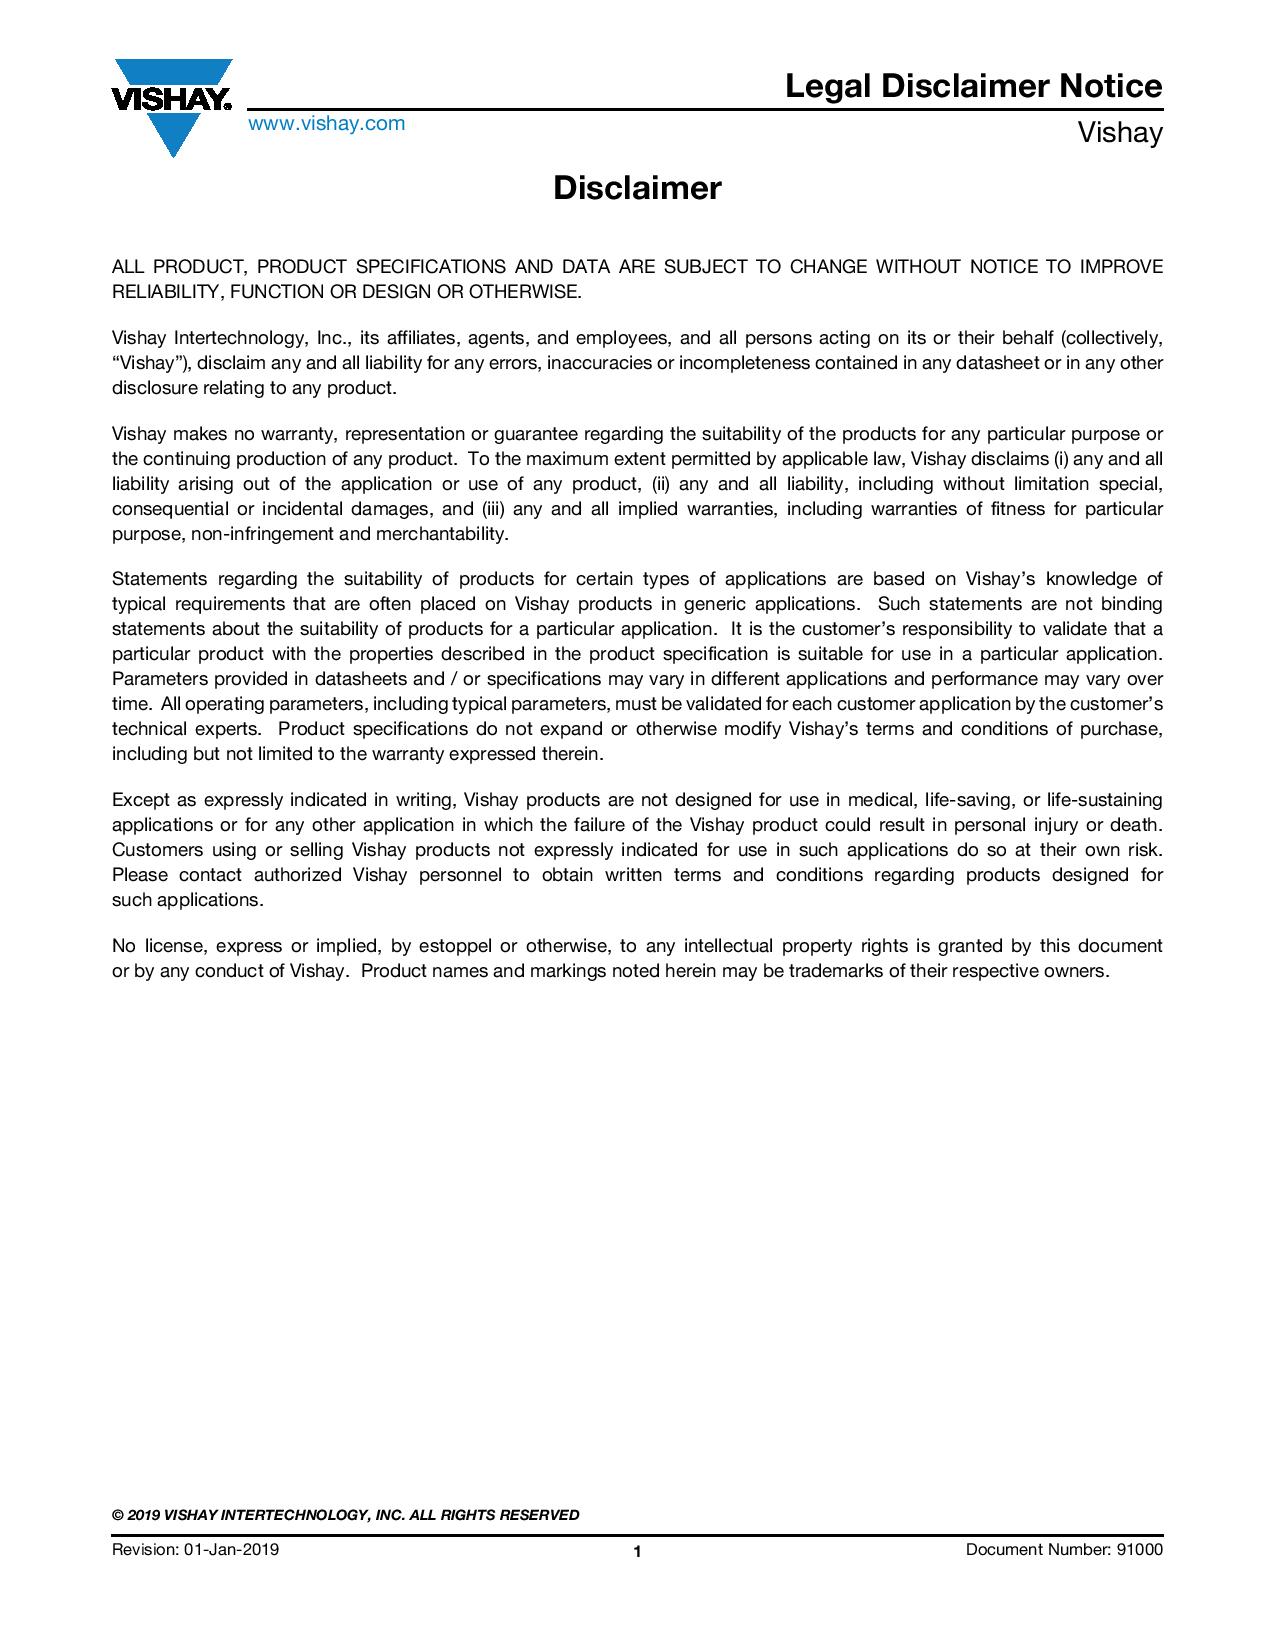 VISHAY®
Legal Disclaimer Notice
www.vishay.com
Vishay
Disclaimer
ALL PRODUCT, PRODUCT SPECIFICATIONS AND DATA ARE SUBJECT TO CHANGE WITHOUT NOTICE TO IMPROVE
RELIABILITY, FUNCTION OR DESIGN OR OTHERWISE.
Vishay Intertechnology, Inc., its affiliates, agents, and employees, and all persons acting on its or their behalf (collectively,
“Vishay”), disclaim any and all liability for any errors, inaccuracies or incompleteness contained in any datasheet or in any other
disclosure relating to any product.
Vishay makes no warranty, representation or guarantee regarding the suitability of the products for any particular purpose or
the continuing production of any product.  To the maximum extent permitted by applicable law, Vishay disclaims (i) any and all
liability arising out of the application or use of any product, (ii) any and all liability, including without limitation special,
consequential or incidental damages, and (iii) any and all implied warranties, including warranties of fitness for particular
purpose, non-infringement and merchantability.
Statements regarding the suitability of products for certain types of applications are based on Vishay’s knowledge of
typical requirements that are often placed on Vishay products in generic applications.  Such statements are not binding
statements about the suitability of products for a particular application.  It is the customer’s responsibility to validate that a
particular product with the properties described in the product specification is suitable for use in a particular application.
Parameters provided in datasheets and / or specifications may vary in different applications and performance may vary over
time.  All operating parameters, including typical parameters, must be validated for each customer application by the customer’s
technical experts.  Product specifications do not expand or otherwise modify Vishay’s terms and conditions of purchase,
including but not limited to the warranty expressed therein.
Except as expressly indicated in writing, Vishay products are not designed for use in medical, life-saving, or life-sustaining
applications or for any other application in which the failure of the Vishay product could result in personal injury or death.
Customers using or selling Vishay products not expressly indicated for use in such applications do so at their own risk.
Please contact authorized Vishay personnel to obtain written terms and conditions regarding products designed for
such applications.
No license, express or implied, by estoppel or otherwise, to any intellectual property rights is granted by this document
or by any conduct of Vishay.  Product names and markings noted herein may be trademarks of their respective owners.
© 2019 VISHAY INTERTECHNOLOGY, INC. ALL RIGHTS RESERVED
Revision: 01-Jan-2019
1
Document Number: 91000